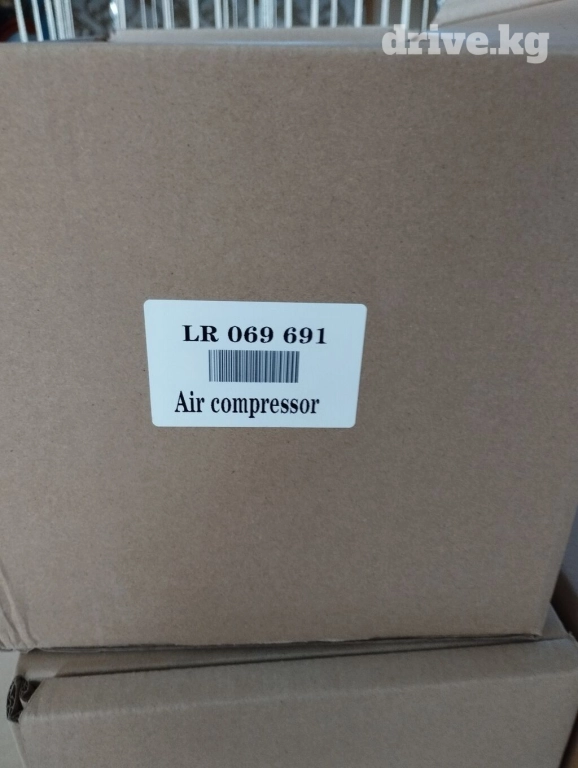 drive.kg
LR 069 691
Air compressor